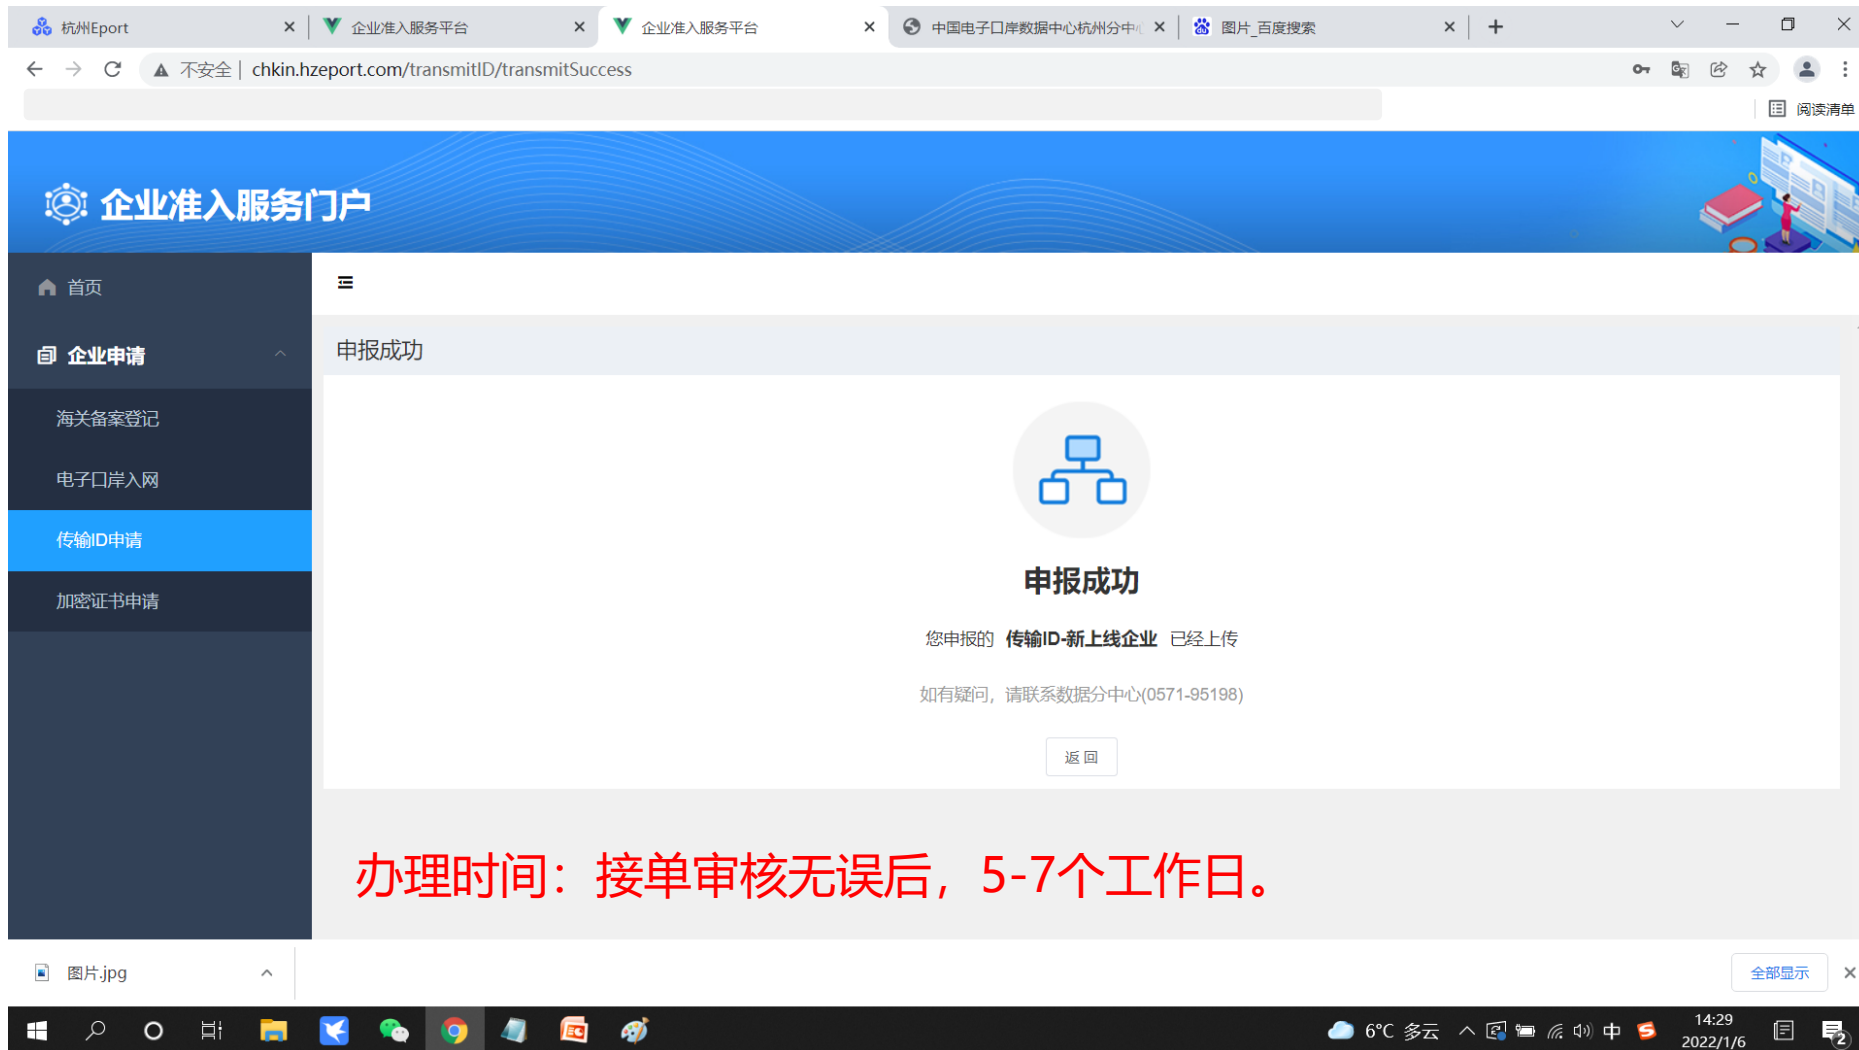 杭州Eport
企业准入服务平台
企业准入服务平台
中国电子口岸数据中心杭州分中心
图片_百度搜索
不安全 | chkin.hzeport.com/transmitID/transmitSuccess
阅读清单
企业准入服务门户
首页
企业申请
海关备案登记
电子口岸入网
传输ID申请
加密证书申请
申报成功
申报成功
您申报的 传输ID-新上线企业 已经上传
如有疑问，请联系数据分中心(0571-95198)
返 回
办理时间：接单审核无误后，5-7个工作日。
图片.jpg
全部显示
6°C 多云
中
14:29
2022/1/6
2